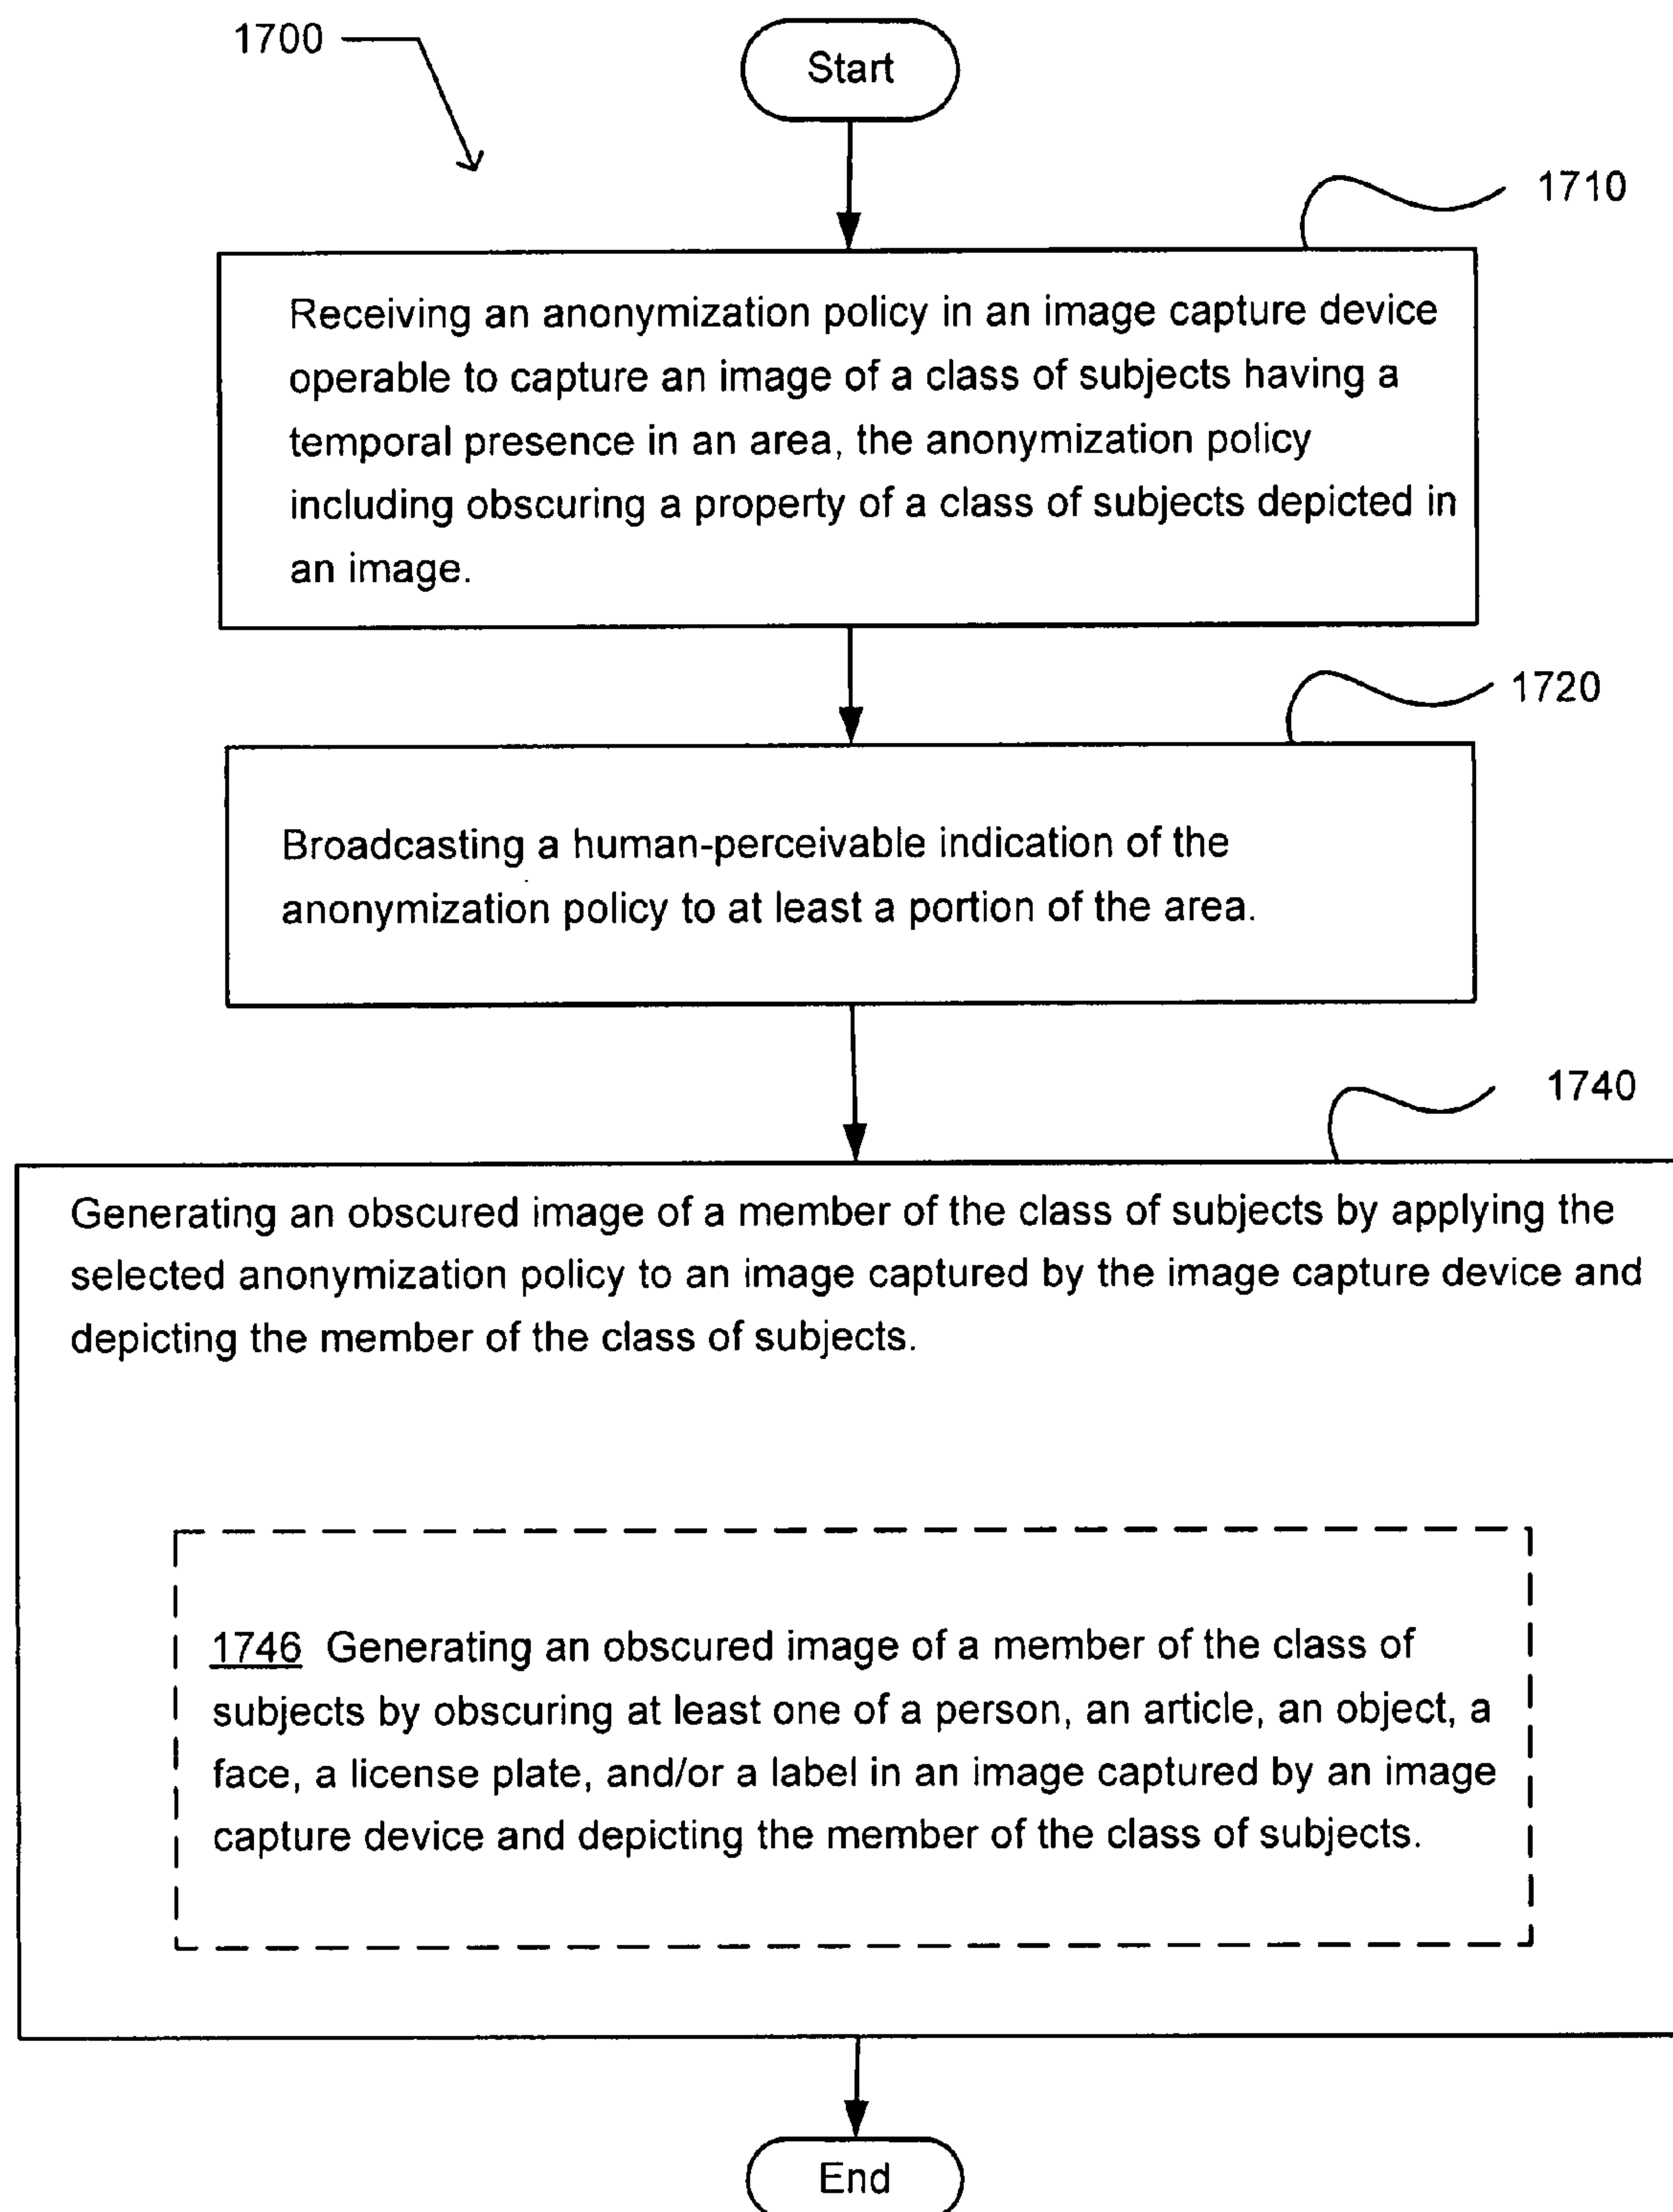 1700
Start
1710
Receiving an anonymization policy in an image capture device
operable to capture an image of a class of subjects having a
temporal presence in an area, the anonymization policy
including obscuring a property of a class of subjects depicted in
an image.
1720
Broadcasting a human-perceivable indication of the
anonymization policy to at least a portion of the area.
1740
Generating an obscured image of a member of the class of subjects by applying the
selected anonymization policy to an image captured by the image capture device and
depicting the member of the class of subjects.
1746 Generating an obscured image of a member of the class of
subjects by obscuring at least one of a person, an article, an object, a
face, a license plate, and/or a label in an image captured by an image
capture device and depicting the member of the class of subjects.
End